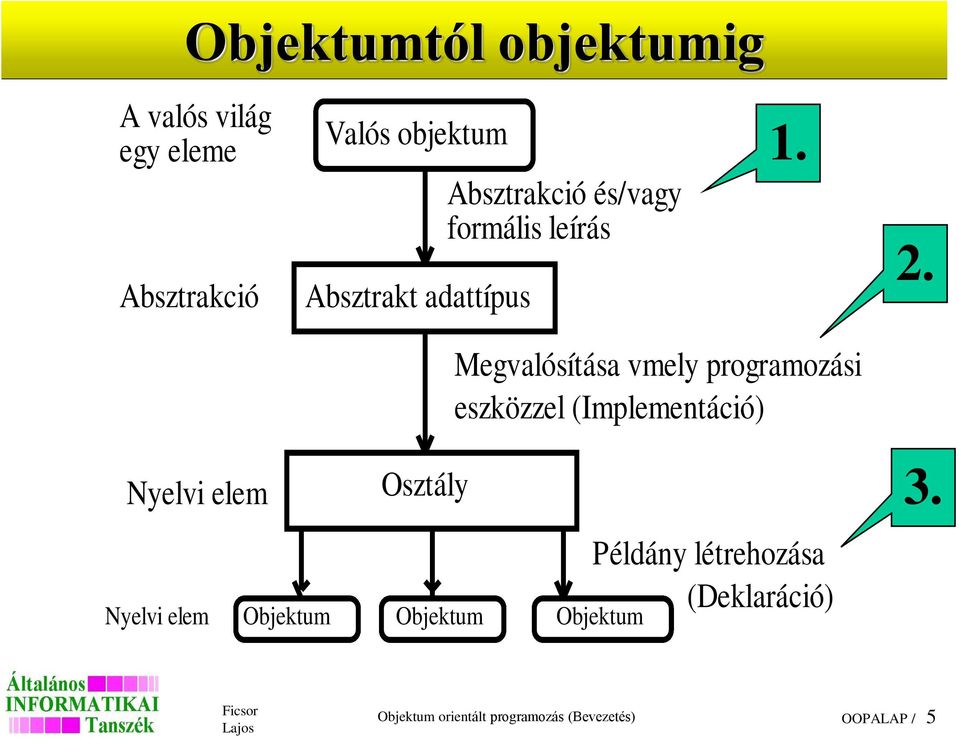 Objektumtól objektumig
A valós világ
egy eleme
Valós objektum
1.
Absztrakció és/vagy
formális leírás
2.
Absztrakció
Absztrakt adattípus
Megvalósítása vmely programozási
eszközzel (Implementáció)
Nyelvi elem
Osztály
3.
Példány létrehozása
(Deklaráció)
Nyelvi elem
Objektum
Objektum
Objektum
Általános
INFORMATIKAI
Tanszék
Ficsor
Lajos
Objektum orientált programozás (Bevezetés)
OOPALAP / 5